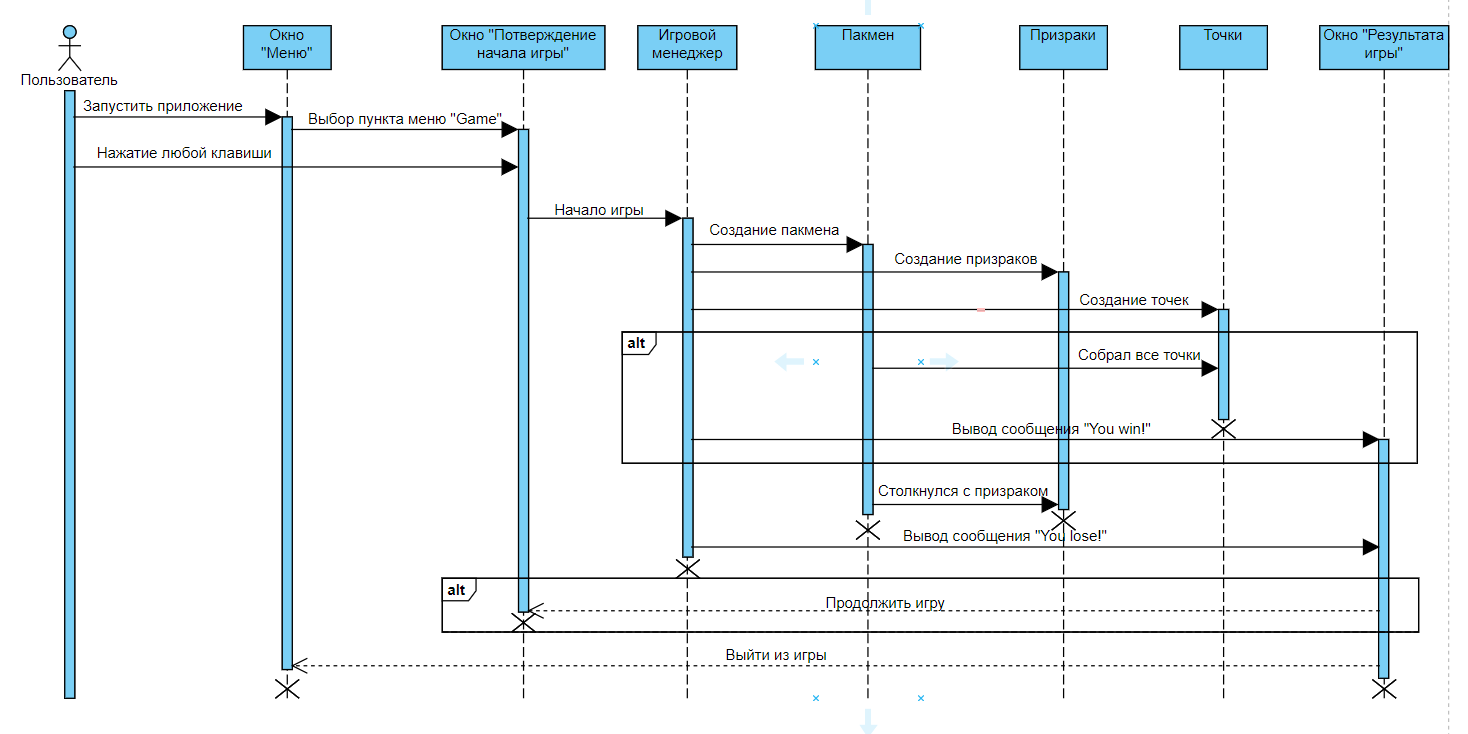 Пользователь
Окно
"Меню"
Окно "Потверждение
начала игры"
Игровой
менеджер
Пакмен
Призраки
Точки
Окно "Результата
игры"
Запустить приложение
Выбор пункта меню "Game"
Нажатие любой клавиши
Начало игры
Создание пакмена
Создание призраков
Создание точек
alt
Собрал все точки
Вывод сообщения "You win!"
Столкнулся с призраком
Вывод сообщения "You lose!"
alt
Продолжить игру
Выйти из игры